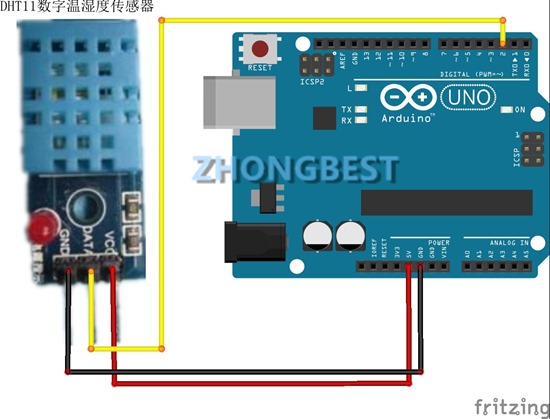 DHT11数字温湿度传感器
RESET
ICSP2
AREF
GND
13
12
~11
~10
~9
8
7
~6
~5
4
~3
2
TXD 1
RXD 0
DIGITAL (PWM=~)
L
TX
RX
Arduino™
UNO
ON
ICSP
1
ZHONGBEST
GND
DAT
VCC
IOREF
RESET
3V3
5V
GND
GND
VIN
POWER
ANALOG IN
A0
A1
A2
A3
A4
A5
fritzing